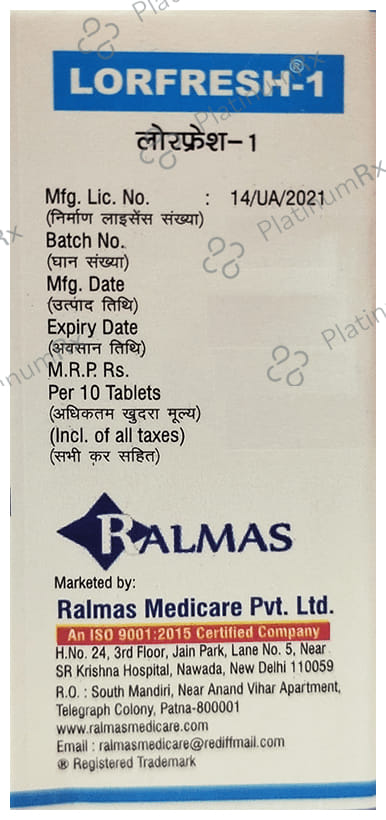 LORFRESH®-1
लोरफ्रेश-1
Mfg. Lic. No. : 14/UA/2021
(निर्माण लाइसेंस संख्या)
Batch No.
(घान संख्या)
Mfg. Date
(उत्पाद तिथि)
Expiry Date
(अवसान तिथि)
M.R.P. Rs.
Per 10 Tablets
(अधिकतम खुदरा मूल्य)
(Incl. of all taxes)
(सभी कर सहित)
RALMAS
Marketed by:
Ralmas Medicare Pvt. Ltd.
An ISO 9001:2015 Certified Company
H.No. 24, 3rd Floor, Jain Park, Lane No. 5, Near
SR Krishna Hospital, Nawada, New Delhi 110059
R.O. : South Mandiri, Near Anand Vihar Apartment,
Telegraph Colony, Patna-800001
www.ralmasmedicare.com
Email : ralmasmedicare@rediffmail.com
® Registered Trademark
PlatinumRx
PlatinumRx